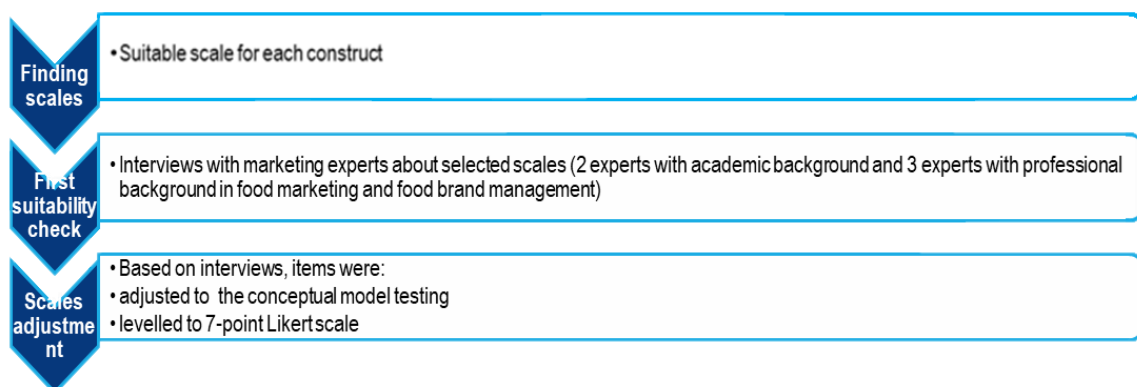 Finding
scales
• Suitable scale for each construct
First
suitability
check
• Interviews with marketing experts about selected scales (2 experts with academic background and 3 experts with professional
background in food marketing and food brand management)
Scales
adjustme
nt
• Based on interviews, items were:
• adjusted to the conceptual model testing
• levelled to 7-point Likert scale